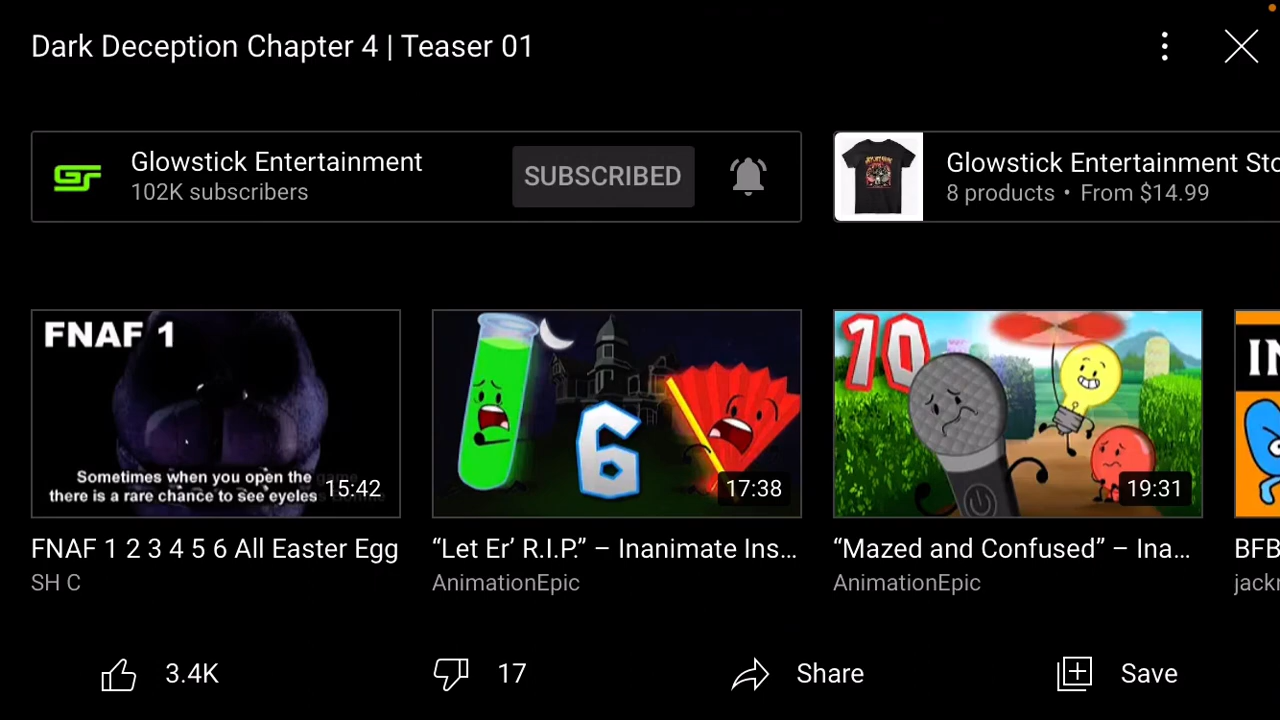 Dark Deception Chapter 4 | Teaser 01
Glowstick Entertainment
102K subscribers
SUBSCRIBED
Glowstick Entertainment Sto
8 products • From $14.99
FNAF 1
Sometimes when you open the game
there is a rare chance to see eyeles
15:42
6
17:38
10
19:31
IN
FNAF 1 2 3 4 5 6 All Easter Egg
SH C
“Let Er’ R.I.P.” – Inanimate Ins...
AnimationEpic
“Mazed and Confused” – Ina...
AnimationEpic
BFB
jackn
3.4K
17
Share
Save